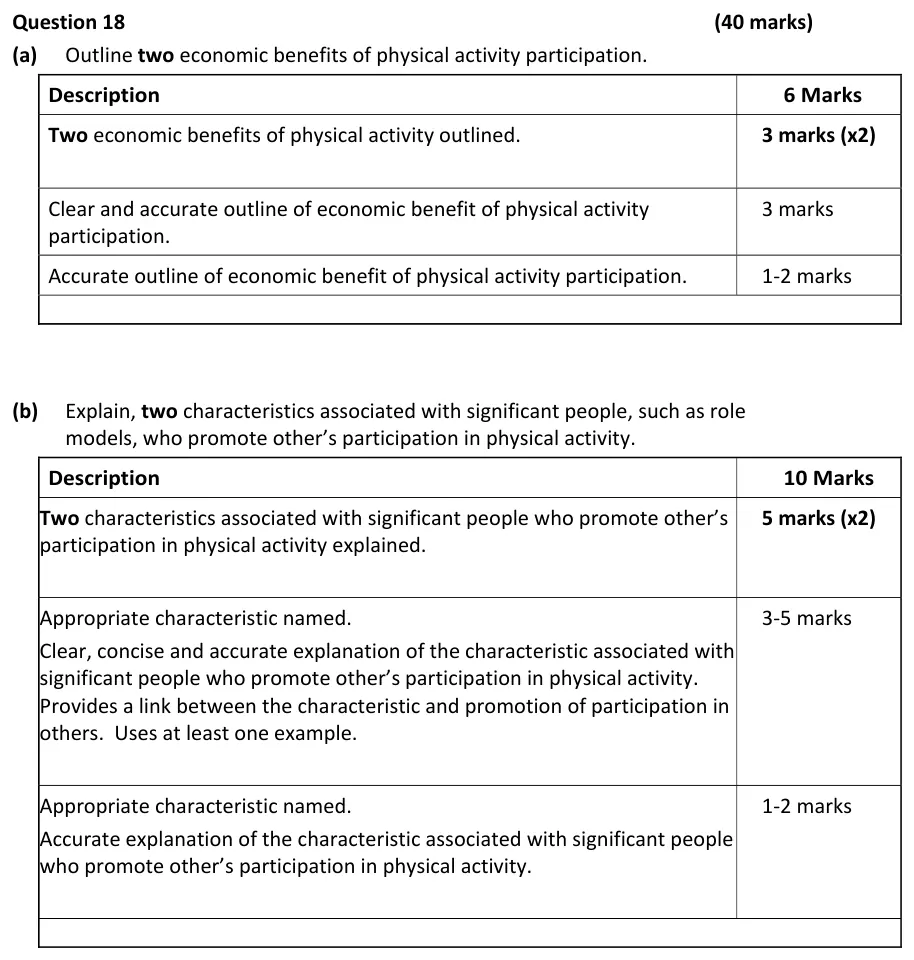 Question 18 (40 marks)
(a) Outline two economic benefits of physical activity participation.
Description 6 Marks
Two economic benefits of physical activity outlined. 3 marks (x2)
Clear and accurate outline of economic benefit of physical activity 3 marks
participation.
Accurate outline of economic benefit of physical activity participation. 1-2 marks
(b) Explain, two characteristics associated with significant people, such as role
models, who promote other’s participation in physical activity.
Description 10 Marks
Two characteristics associated with significant people who promote other’s 5 marks (x2)
participation in physical activity explained.
Appropriate characteristic named. 3-5 marks
Clear, concise and accurate explanation of the characteristic associated with
significant people who promote other’s participation in physical activity.
Provides a link between the characteristic and promotion of participation in
others. Uses at least one example.
Appropriate characteristic named. 1-2 marks
Accurate explanation of the characteristic associated with significant people
who promote other’s participation in physical activity.